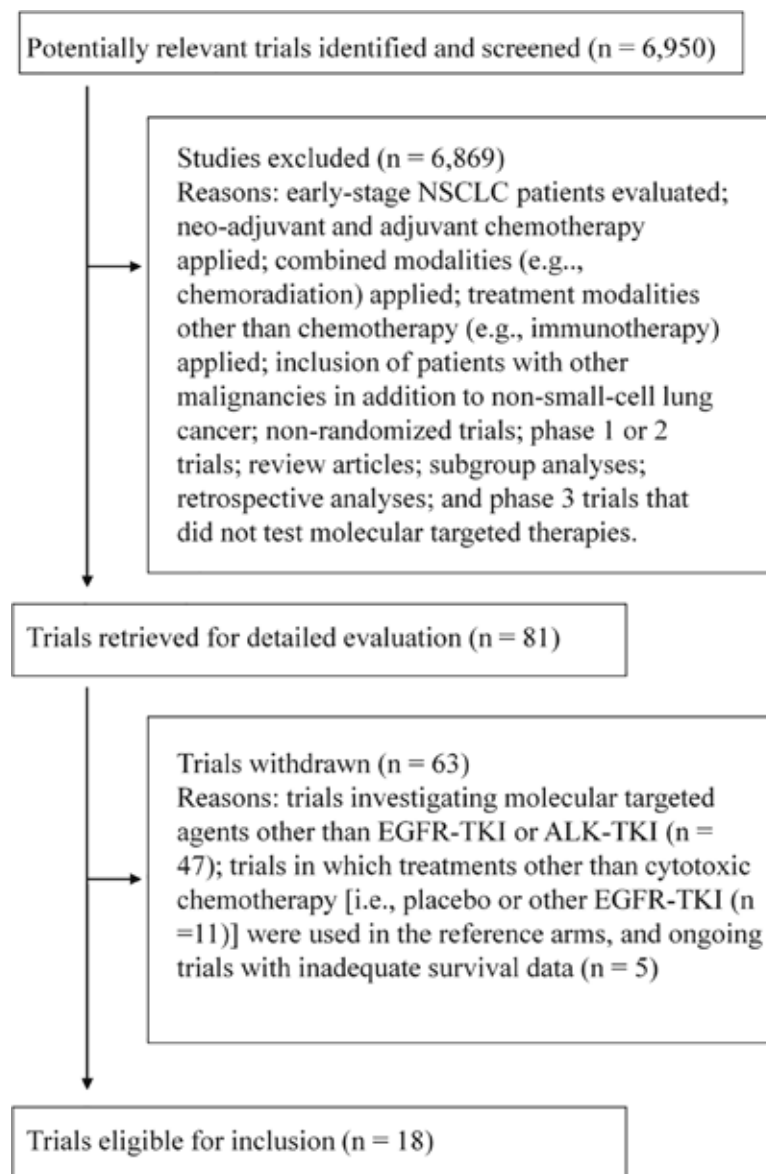 Potentially relevant trials identified and screened (n = 6,950)
Studies excluded (n = 6,869)
Reasons: early-stage NSCLC patients evaluated;
neo-adjuvant and adjuvant chemotherapy
applied; combined modalities (e.g..,
chemoradiation) applied; treatment modalities
other than chemotherapy (e.g., immunotherapy)
applied; inclusion of patients with other
malignancies in addition to non-small-cell lung
cancer; non-randomized trials; phase 1 or 2
trials; review articles; subgroup analyses;
retrospective analyses; and phase 3 trials that
did not test molecular targeted therapies.
Trials retrieved for detailed evaluation (n = 81)
Trials withdrawn (n = 63)
Reasons: trials investigating molecular targeted
agents other than EGFR-TKI or ALK-TKI (n =
47); trials in which treatments other than cytotoxic
chemotherapy [i.e., placebo or other EGFR-TKI (n
=11)] were used in the reference arms, and ongoing
trials with inadequate survival data (n = 5)
Trials eligible for inclusion (n = 18)